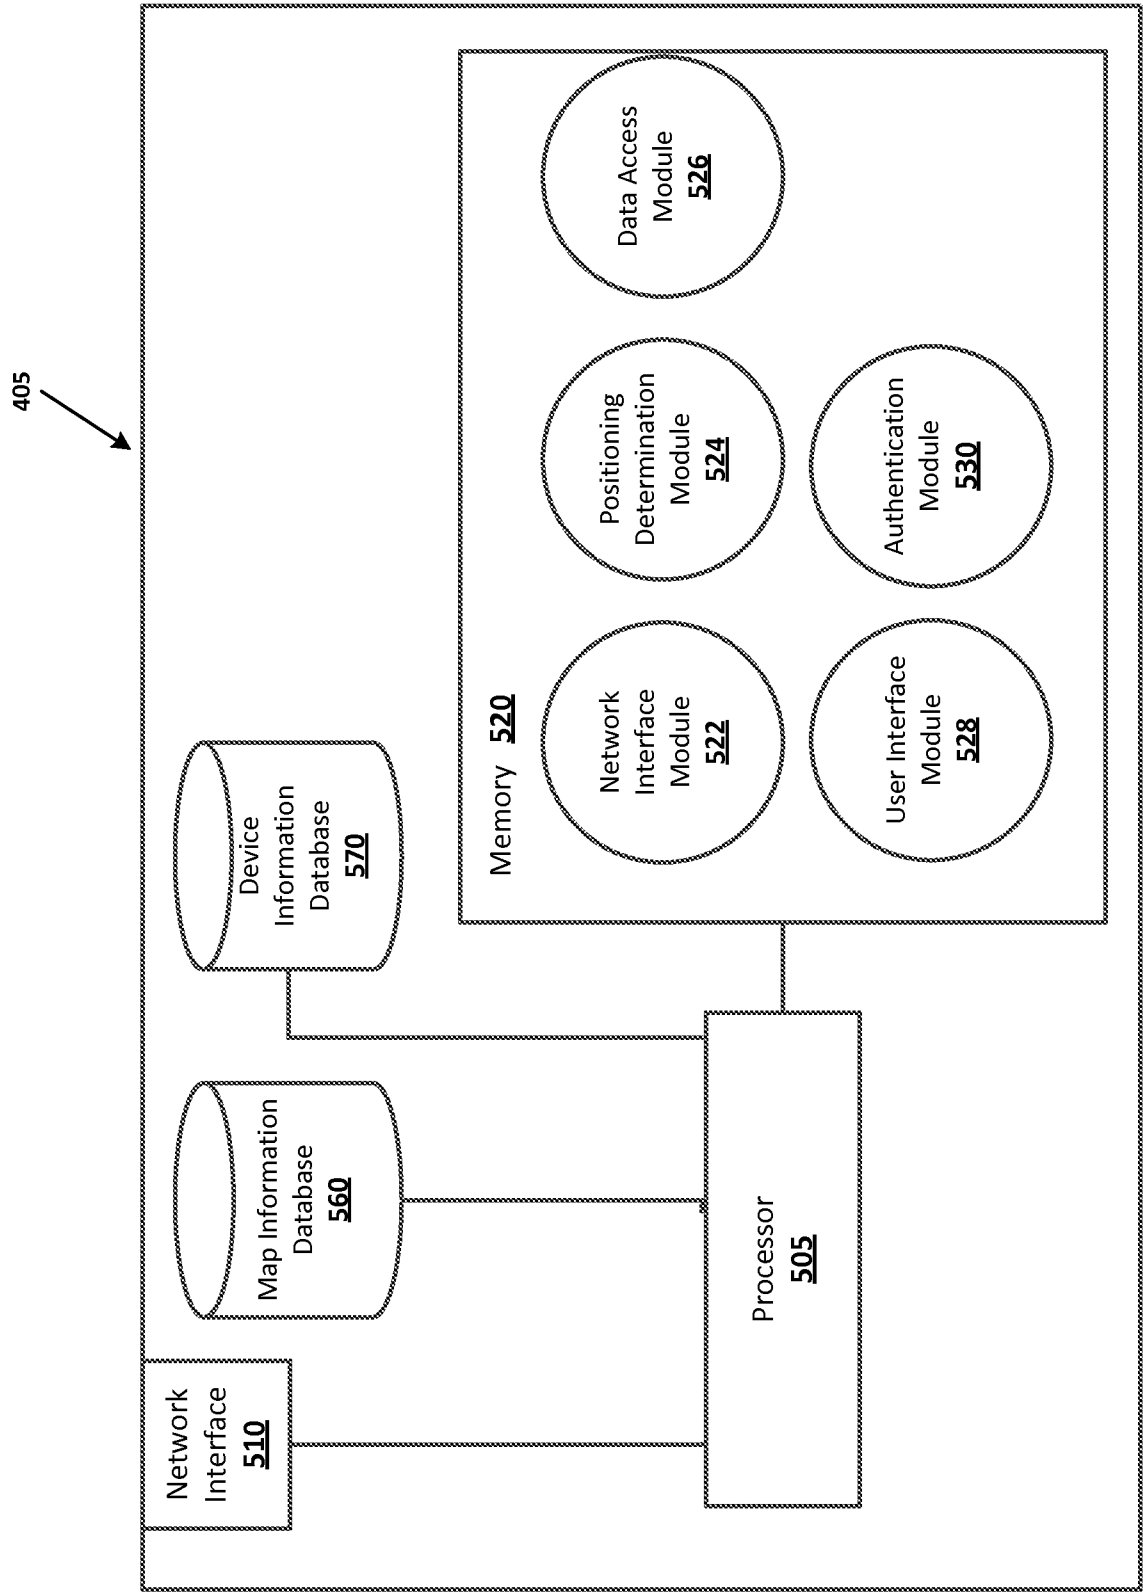 405
Network
Interface
510
Map Information
Database
560
Device
Information
Database
570
Processor
505
Memory 520
Network
Interface
Module
522
Positioning
Determination
Module
524
Data Access
Module
526
User Interface
Module
528
Authentication
Module
530